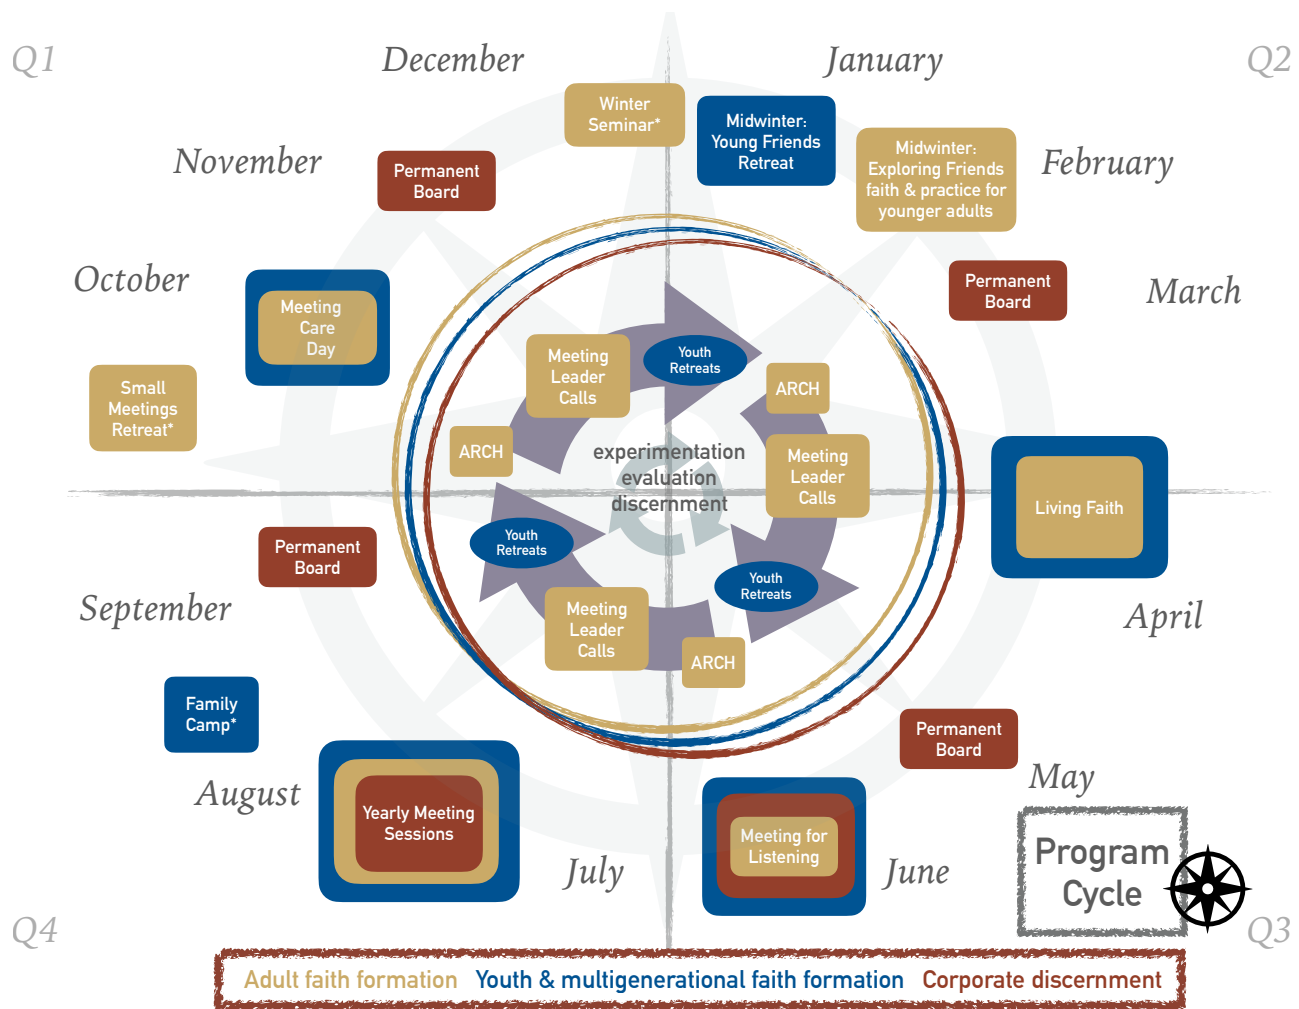 Q1
December
January
Q2
Winter
Seminar*
Midwinter:
Young Friends
Retreat
Midwinter:
Exploring Friends
faith & practice for
younger adults
November
Permanent
Board
February
October
Meeting
Care
Day
Permanent
Board
March
Small
Meetings
Retreat*
Meeting
Leader
Calls
Youth
Retreats
ARCH
ARCH
experimentation
evaluation
discernment
Meeting
Leader
Calls
Living Faith
Permanent
Board
Youth
Retreats
Youth
Retreats
September
Meeting
Leader
Calls
ARCH
April
Family
Camp*
Permanent
Board
August
Yearly Meeting
Sessions
July
Meeting for
Listening
June
May
Program
Cycle
Q4
Q3
Adult faith formation Youth & multigenerational faith formation Corporate discernment